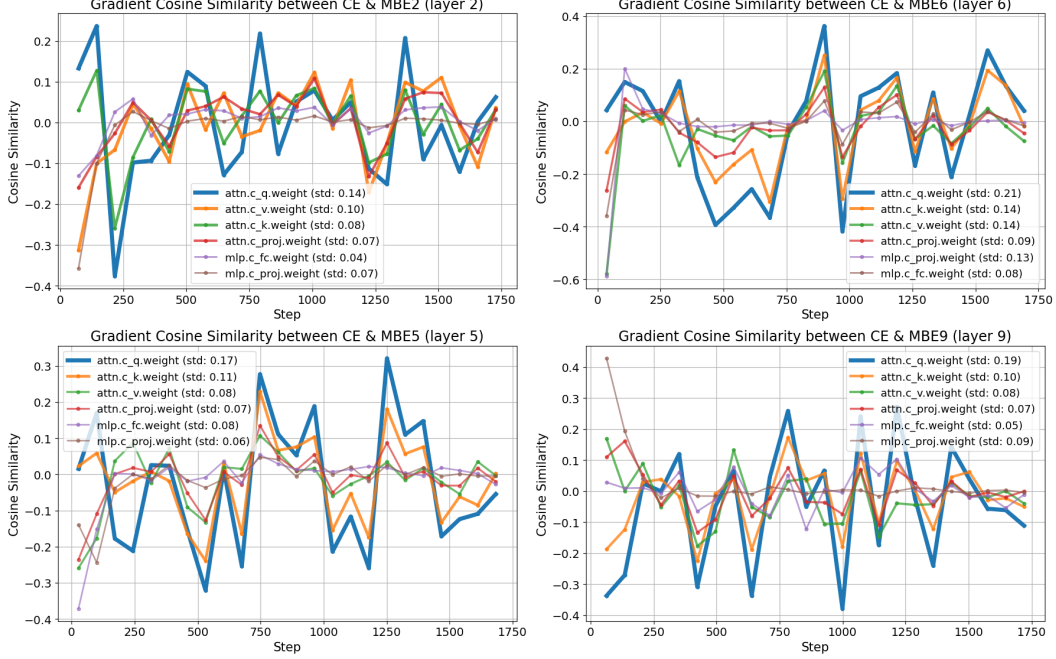 Gradient Cosine Similarity between CE & MBE2 (layer 2)
Cosine Similarity
0.2
0.1
0.0
−0.1
−0.2
−0.3
−0.4
attn.c_q.weight (std: 0.14)
attn.c_v.weight (std: 0.10)
attn.c_k.weight (std: 0.08)
attn.c_proj.weight (std: 0.07)
mlp.c_fc.weight (std: 0.04)
mlp.c_proj.weight (std: 0.07)
0 250 500 750 1000 1250 1500 1750
Step
Gradient Cosine Similarity between CE & MBE6 (layer 6)
Cosine Similarity
0.4
0.2
0.0
−0.2
−0.4
−0.6
attn.c_q.weight (std: 0.21)
attn.c_k.weight (std: 0.14)
attn.c_v.weight (std: 0.14)
attn.c_proj.weight (std: 0.09)
mlp.c_proj.weight (std: 0.13)
mlp.c_fc.weight (std: 0.08)
0 250 500 750 1000 1250 1500 1750
Step
Gradient Cosine Similarity between CE & MBE5 (layer 5)
Cosine Similarity
0.3
0.2
0.1
0.0
−0.1
−0.2
−0.3
−0.4
attn.c_q.weight (std: 0.17)
attn.c_k.weight (std: 0.11)
attn.c_v.weight (std: 0.08)
attn.c_proj.weight (std: 0.07)
mlp.c_fc.weight (std: 0.08)
mlp.c_proj.weight (std: 0.06)
0 250 500 750 1000 1250 1500 1750
Step
Gradient Cosine Similarity between CE & MBE9 (layer 9)
Cosine Similarity
0.4
0.3
0.2
0.1
0.0
−0.1
−0.2
−0.3
−0.4
attn.c_q.weight (std: 0.19)
attn.c_k.weight (std: 0.10)
attn.c_v.weight (std: 0.08)
attn.c_proj.weight (std: 0.07)
mlp.c_fc.weight (std: 0.05)
mlp.c_proj.weight (std: 0.09)
0 250 500 750 1000 1250 1500 1750
Step